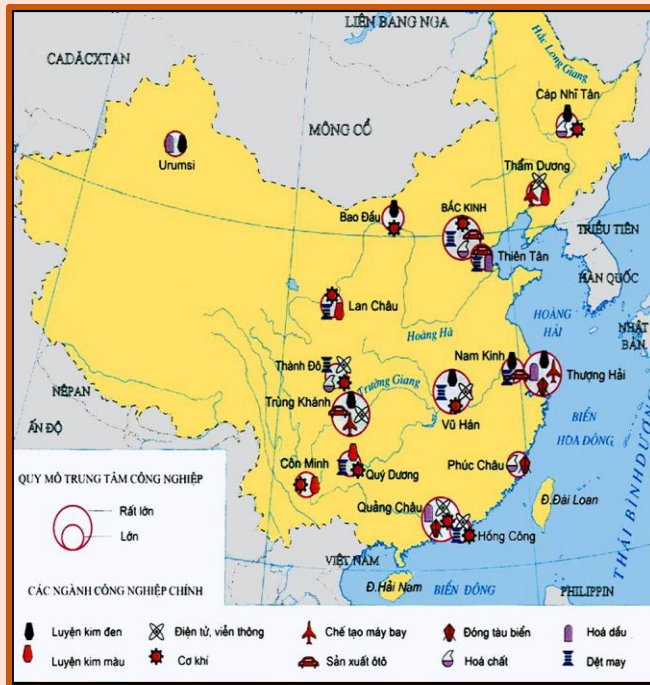 LIÊN BANG NGA
CADĂCXTAN
Hắc Long Giang
Cáp Nhĩ Tân
MÔNG CỔ
Urumsi
Thẩm Dương
Bao Đầu
BẮC KINH
TRIỀU TIÊN
Thiên Tân
HÀN QUỐC
Lan Châu
HOÀNG
HẢI
NHẬT
BẢN
Hoàng Hà
Nam Kinh
Thành Đô
Trường Giang
Thượng Hải
NÊPAN
Trùng Khánh
Vũ Hán
ẤN ĐỘ
BIỂN
HOA ĐÔNG
Côn Minh
Quý Dương
Phúc Châu
QUY MÔ TRUNG TÂM CÔNG NGHIỆP
Rất lớn
Lớn
Quảng Châu
Đ.Đài Loan
Hồng Công
THÁI BÌNH DƯƠNG
VIỆT NAM
Đ.Hải Nam
BIỂN ĐÔNG
PHILIPPIN
CÁC NGÀNH CÔNG NGHIỆP CHÍNH
Luyện kim đen
Điện tử, viễn thông
Chế tạo máy bay
Đóng tàu biển
Hoá dầu
Luyện kim màu
Cơ khí
Sản xuất ôtô
Hoá chất
Dệt may